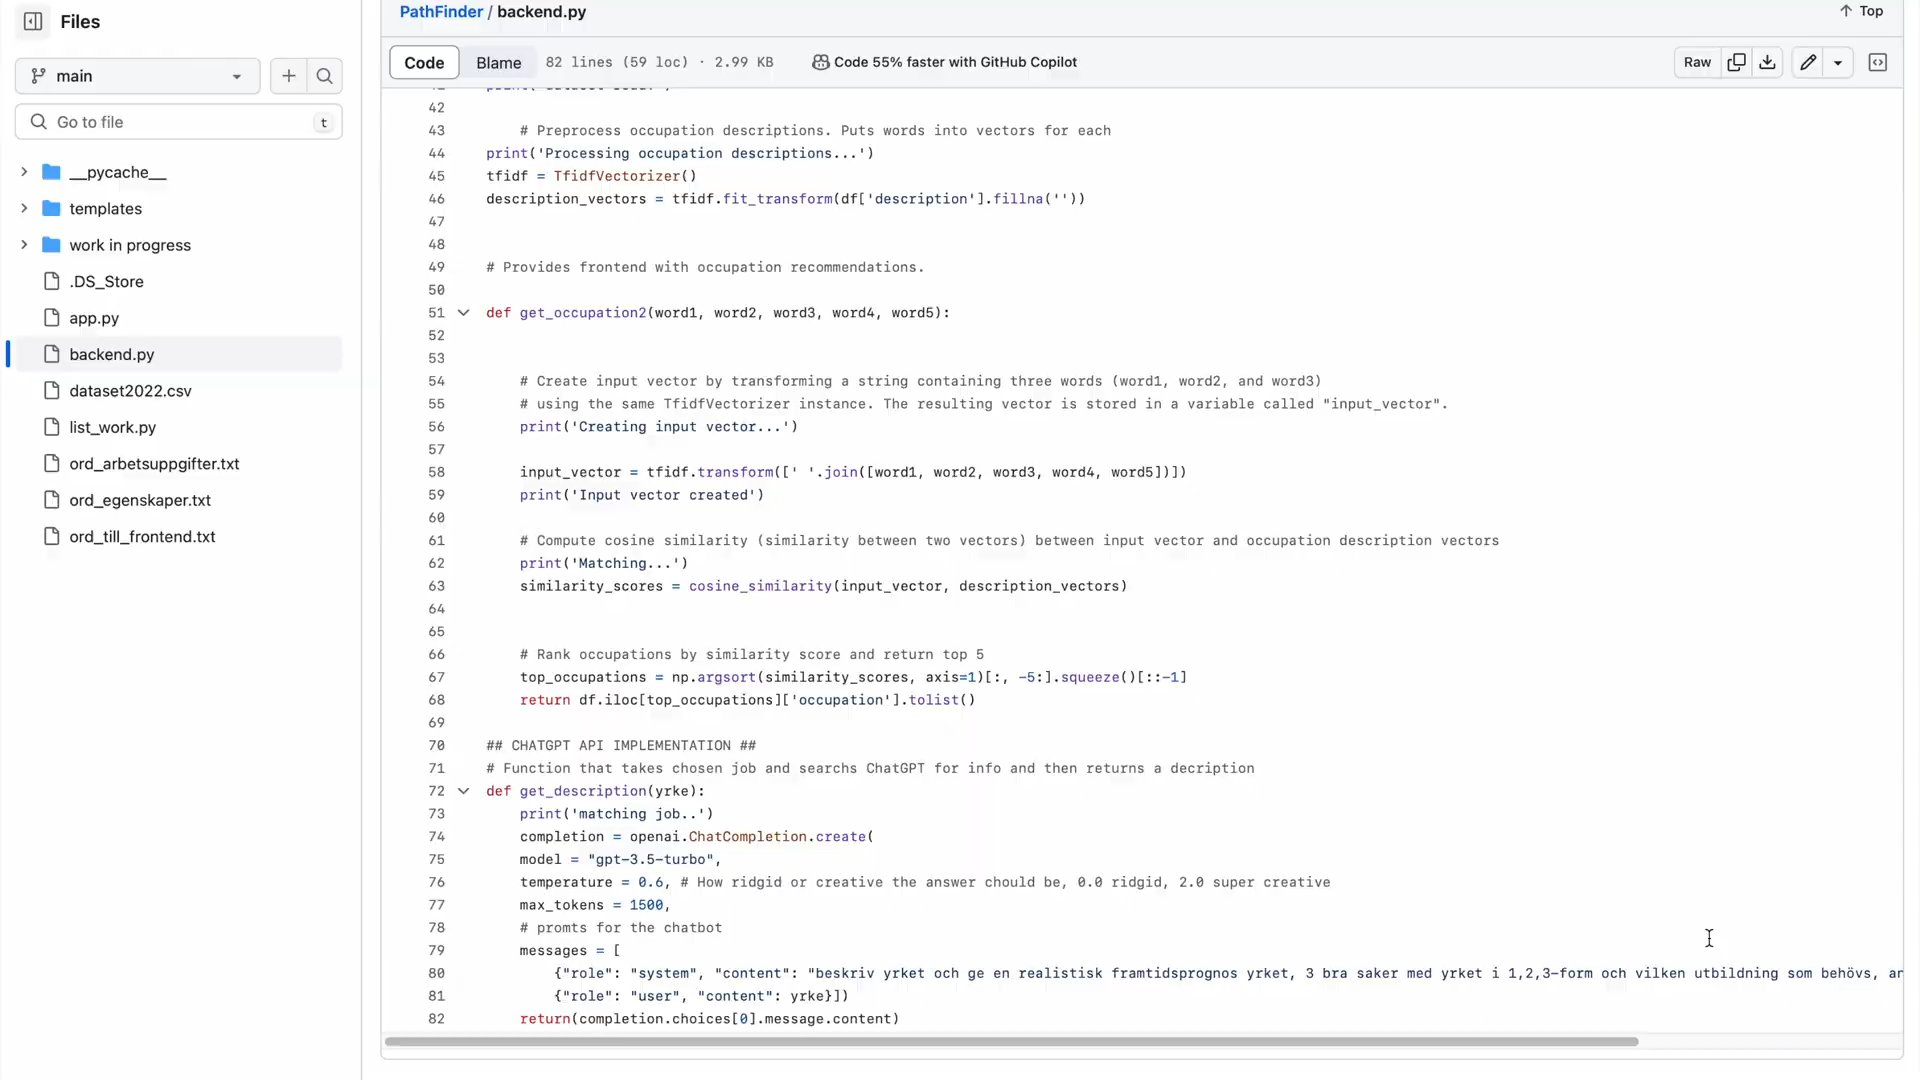 Files
main
Go to file
t
__pycache__
templates
work in progress
.DS_Store
app.py
backend.py
dataset2022.csv
list_work.py
ord_arbetsuppgifter.txt
ord_egenskaper.txt
ord_till_frontend.txt
PathFinder / backend.py
Top
Code Blame 82 lines (59 loc) · 2.99 KB Code 55% faster with GitHub Copilot Raw
42
43 # Preprocess occupation descriptions. Puts words into vectors for each
44 print('Processing occupation descriptions...')
45 tfidf = TfidfVectorizer()
46 description_vectors = tfidf.fit_transform(df['description'].fillna(''))
47
48
49 # Provides frontend with occupation recommendations.
50
51 def get_occupation2(word1, word2, word3, word4, word5):
52
53
54 # Create input vector by transforming a string containing three words (word1, word2, and word3)
55 # using the same TfidfVectorizer instance. The resulting vector is stored in a variable called "input_vector".
56 print('Creating input vector...')
57
58 input_vector = tfidf.transform([' '.join([word1, word2, word3, word4, word5])])
59 print('Input vector created')
60
61 # Compute cosine similarity (similarity between two vectors) between input vector and occupation description vectors
62 print('Matching...')
63 similarity_scores = cosine_similarity(input_vector, description_vectors)
64
65
66 # Rank occupations by similarity score and return top 5
67 top_occupations = np.argsort(similarity_scores, axis=1)[:, -5:].squeeze()[::-1]
68 return df.iloc[top_occupations]['occupation'].tolist()
69
70 ## CHATGPT API IMPLEMENTATION ##
71 # Function that takes chosen job and searchs ChatGPT for info and then returns a decription
72 def get_description(yrke):
73 print('matching job..')
74 completion = openai.ChatCompletion.create(
75 model = "gpt-3.5-turbo",
76 temperature = 0.6, # How ridgid or creative the answer chould be, 0.0 ridgid, 2.0 super creative
77 max_tokens = 1500,
78 # promts for the chatbot
79 messages = [
80 {"role": "system", "content": "beskriv yrket och ge en realistisk framtidsprognos yrket, 3 bra saker med yrket i 1,2,3-form och vilken utbildning som behövs,
81 {"role": "user", "content": yrke}])
82 return(completion.choices[0].message.content)